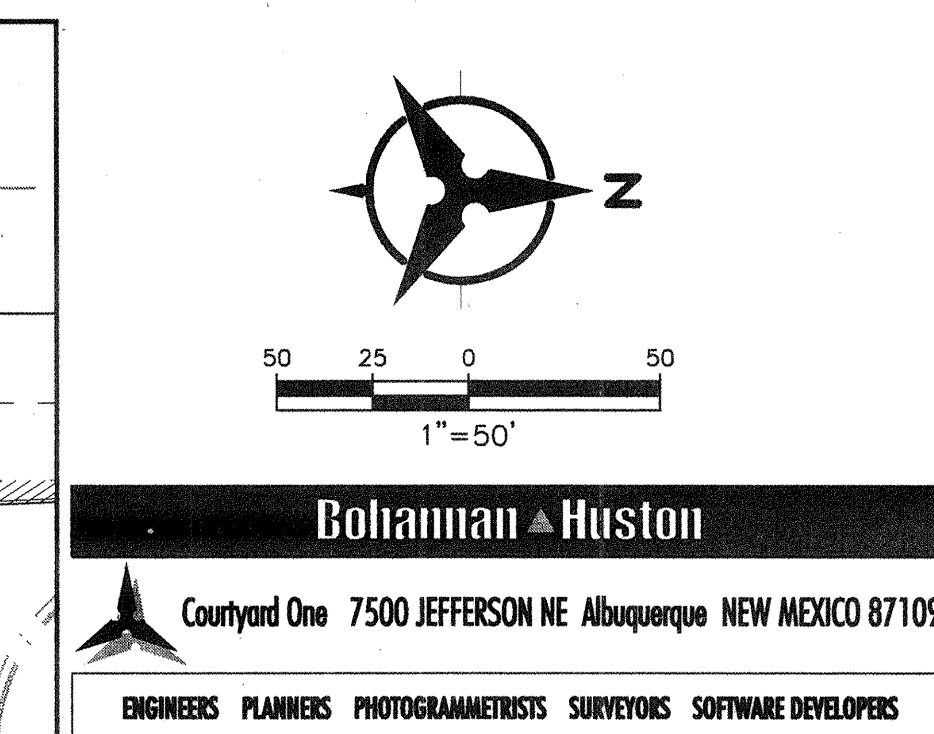 N
50 25 0 50
1"=50'
Bohannan Huston
Courtyard One 7500 JEFFERSON NE Albuquerque NEW MEXICO 87109
ENGINEERS PLANNERS PHOTOGRAMMETRISTS SURVEYORS SOFTWARE DEVELOPERS